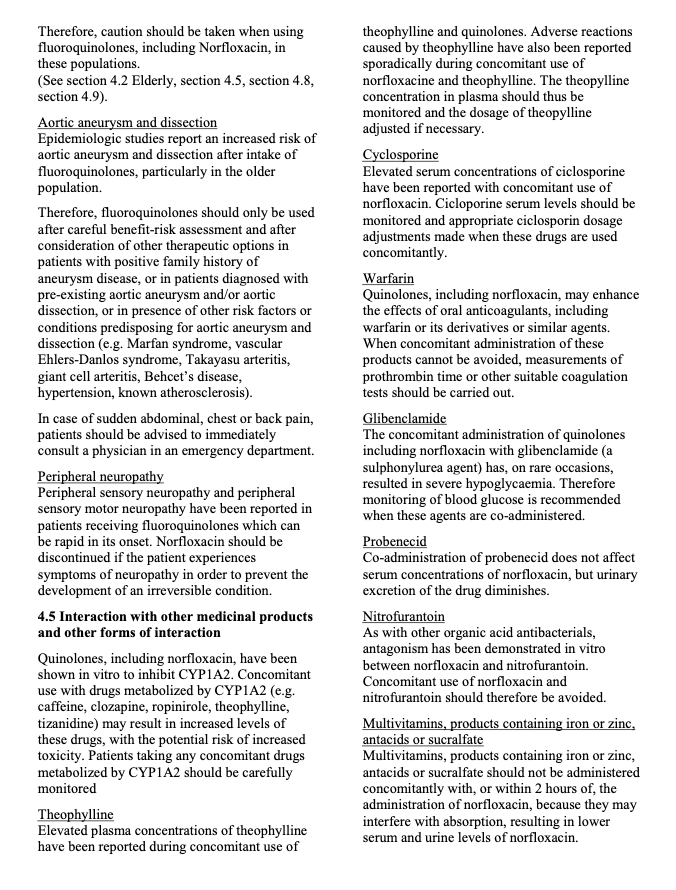 Therefore, caution should be taken when using
fluoroquinolones, including Norfloxacin, in
these populations.
(See section 4.2 Elderly, section 4.5, section 4.8,
section 4.9).
Aortic aneurysm and dissection
Epidemiologic studies report an increased risk of
aortic aneurysm and dissection after intake of
fluoroquinolones, particularly in the older
population.
Therefore, fluoroquinolones should only be used
after careful benefit-risk assessment and after
consideration of other therapeutic options in
patients with positive family history of
aneurysm disease, or in patients diagnosed with
pre-existing aortic aneurysm and/or aortic
dissection, or in presence of other risk factors or
conditions predisposing for aortic aneurysm and
dissection (e.g. Marfan syndrome, vascular
Ehlers-Danlos syndrome, Takayasu arteritis,
giant cell arteritis, Behcet’s disease,
hypertension, known atherosclerosis).
In case of sudden abdominal, chest or back pain,
patients should be advised to immediately
consult a physician in an emergency department.
Peripheral neuropathy
Peripheral sensory neuropathy and peripheral
sensory motor neuropathy have been reported in
patients receiving fluoroquinolones which can
be rapid in its onset. Norfloxacin should be
discontinued if the patient experiences
symptoms of neuropathy in order to prevent the
development of an irreversible condition.
4.5 Interaction with other medicinal products
and other forms of interaction
Quinolones, including norfloxacin, have been
shown in vitro to inhibit CYP1A2. Concomitant
use with drugs metabolized by CYP1A2 (e.g.
caffeine, clozapine, ropinirole, theophylline,
tizanidine) may result in increased levels of
these drugs, with the potential risk of increased
toxicity. Patients taking any concomitant drugs
metabolized by CYP1A2 should be carefully
monitored
Theophylline
Elevated plasma concentrations of theophylline
have been reported during concomitant use of
theophylline and quinolones. Adverse reactions
caused by theophylline have also been reported
sporadically during concomitant use of
norfloxacine and theophylline. The theopylline
concentration in plasma should thus be
monitored and the dosage of theopylline
adjusted if necessary.
Cyclosporine
Elevated serum concentrations of ciclosporine
have been reported with concomitant use of
norfloxacin. Cicloporine serum levels should be
monitored and appropriate ciclosporin dosage
adjustments made when these drugs are used
concomitantly.
Warfarin
Quinolones, including norfloxacin, may enhance
the effects of oral anticoagulants, including
warfarin or its derivatives or similar agents.
When concomitant administration of these
products cannot be avoided, measurements of
prothrombin time or other suitable coagulation
tests should be carried out.
Glibenclamide
The concomitant administration of quinolones
including norfloxacin with glibenclamide (a
sulphonylurea agent) has, on rare occasions,
resulted in severe hypoglycaemia. Therefore
monitoring of blood glucose is recommended
when these agents are co-administered.
Probenecid
Co-administration of probenecid does not affect
serum concentrations of norfloxacin, but urinary
excretion of the drug diminishes.
Nitrofurantoin
As with other organic acid antibacterials,
antagonism has been demonstrated in vitro
between norfloxacin and nitrofurantoin.
Concomitant use of norfloxacin and
nitrofurantoin should therefore be avoided.
Multivitamins, products containing iron or zinc,
antacids or sucralfate
Multivitamins, products containing iron or zinc,
antacids or sucralfate should not be administered
concomitantly with, or within 2 hours of, the
administration of norfloxacin, because they may
interfere with absorption, resulting in lower
serum and urine levels of norfloxacin.